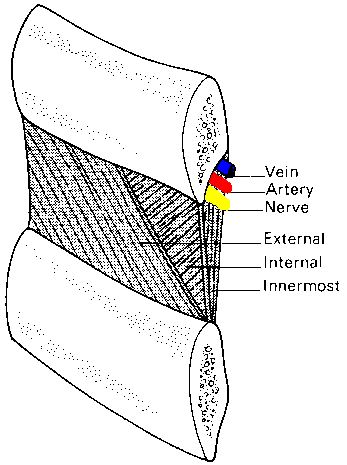 Vein
Artery
Nerve
External
Internal
Innermost